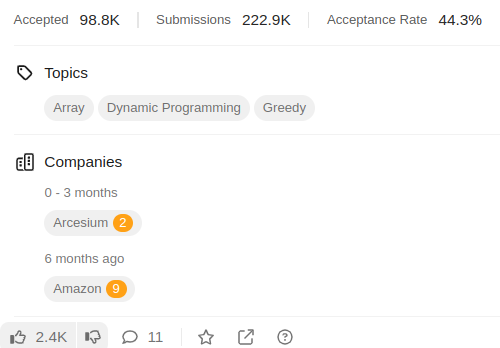 Accepted 98.8K Submissions 222.9K Acceptance Rate 44.3%
Topics
Array Dynamic Programming Greedy
Companies
0 - 3 months
Arcesium 2
6 months ago
Amazon 9
2.4K 11